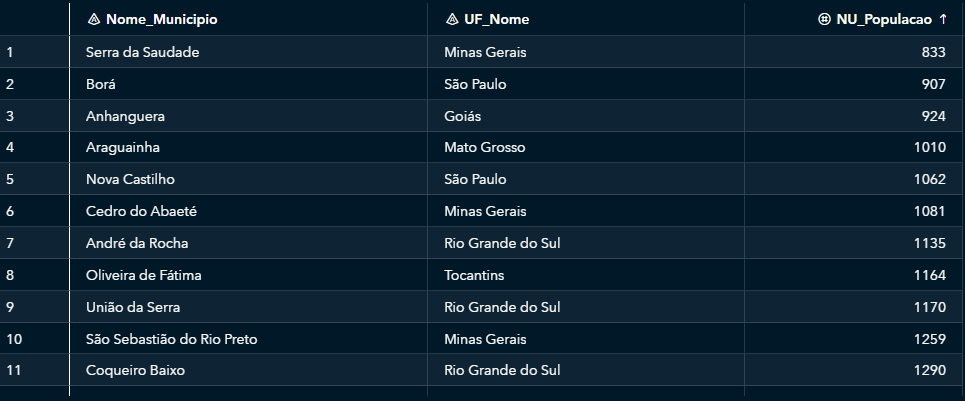 Nome_Municipio UF_Nome NU_Populacao ↑
1 Serra da Saudade Minas Gerais 833
2 Borá São Paulo 907
3 Anhanguera Goiás 924
4 Araguainha Mato Grosso 1010
5 Nova Castilho São Paulo 1062
6 Cedro do Abaeté Minas Gerais 1081
7 André da Rocha Rio Grande do Sul 1135
8 Oliveira de Fátima Tocantins 1164
9 União da Serra Rio Grande do Sul 1170
10 São Sebastião do Rio Preto Minas Gerais 1259
11 Coqueiro Baixo Rio Grande do Sul 1290